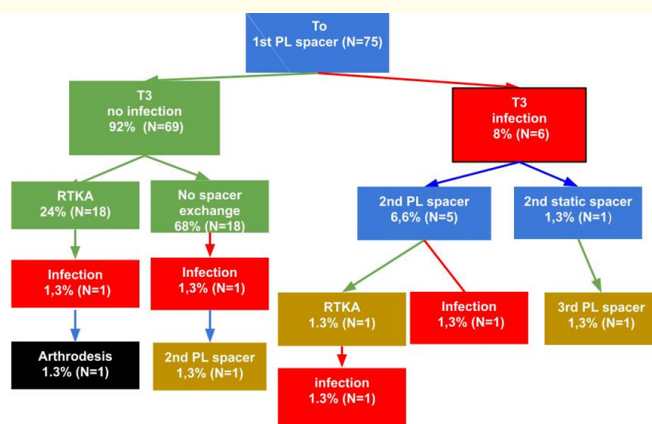 To
1st PL spacer (N=75)
T3
no infection
92% (N=69)
T3
infection
8% (N=6)
RTKA
24% (N=18)
No spacer
exchange
68% (N=18)
2nd PL spacer
6,6% (N=5)
2nd static spacer
1,3% (N=1)
Infection
1,3% (N=1)
Infection
1,3% (N=1)
RTKA
1.3% (N=1)
Infection
1,3% (N=1)
3rd PL spacer
1,3% (N=1)
Arthrodesis
1.3% (N=1)
2nd PL spacer
1,3% (N=1)
infection
1.3% (N=1)